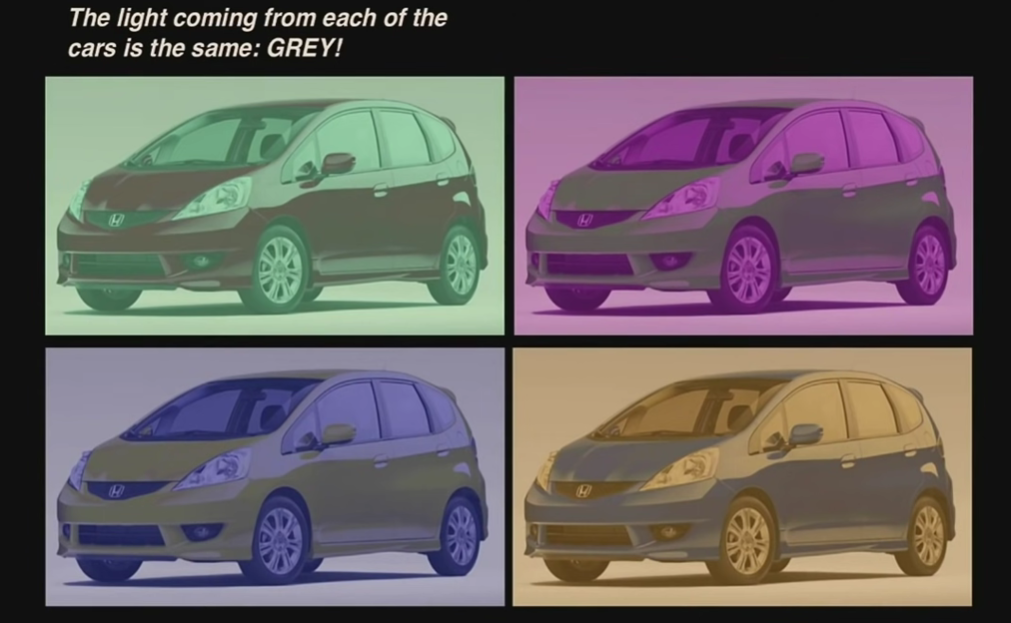 The light coming from each of the
cars is the same: GREY!